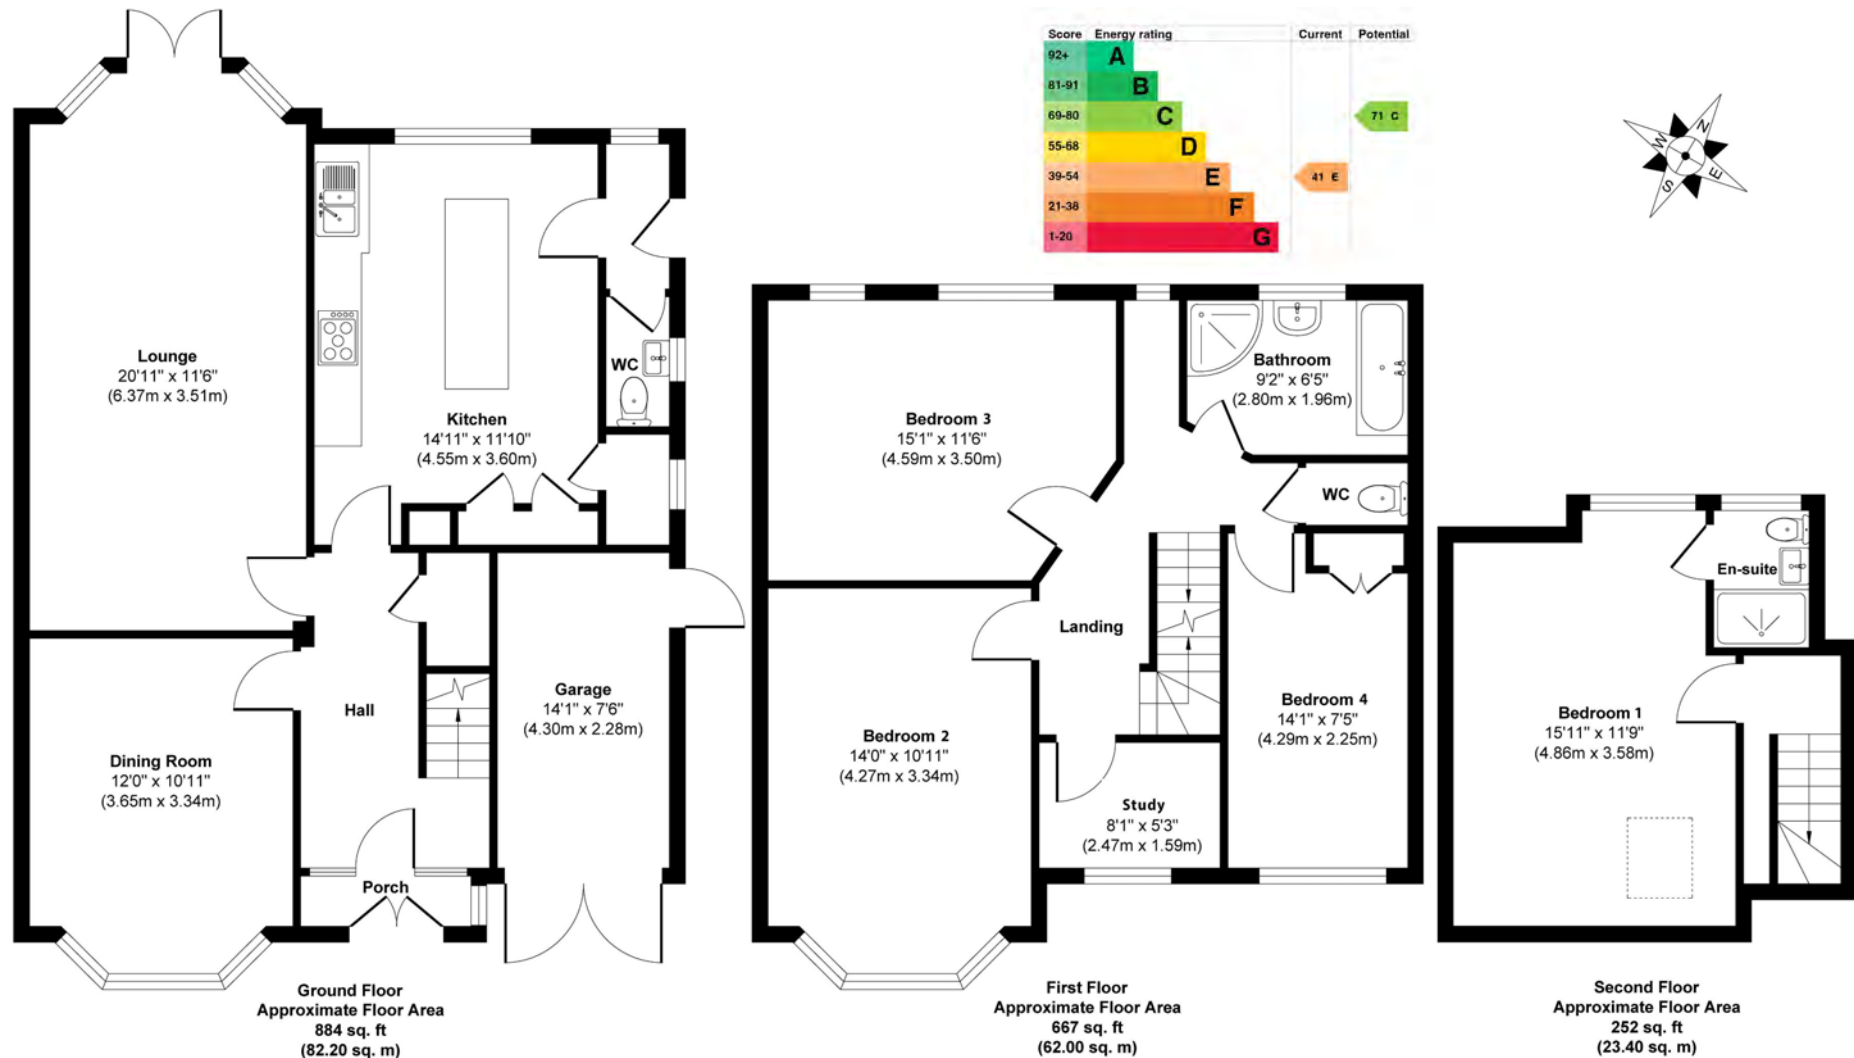 Score Energy rating Current Potential
92+ A
81-91 B
69-80 C 71 C
55-68 D
39-54 E 41 E
21-38 F
1-20 G
N
W
E
S
Lounge
20'11" x 11'6"
(6.37m x 3.51m)
Kitchen
14'11" x 11'10"
(4.55m x 3.60m)
WC
Dining Room
12'0" x 10'11"
(3.65m x 3.34m)
Hall
Garage
14'1" x 7'6"
(4.30m x 2.28m)
Porch
Ground Floor
Approximate Floor Area
884 sq. ft
(82.20 sq. m)
Bedroom 3
15'1" x 11'6"
(4.59m x 3.50m)
Bathroom
9'2" x 6'5"
(2.80m x 1.96m)
WC
Landing
Bedroom 2
14'0" x 10'11"
(4.27m x 3.34m)
Bedroom 4
14'1" x 7'5"
(4.29m x 2.25m)
Study
8'1" x 5'3"
(2.47m x 1.59m)
First Floor
Approximate Floor Area
667 sq. ft
(62.00 sq. m)
En-suite
Bedroom 1
15'11" x 11'9"
(4.86m x 3.58m)
Second Floor
Approximate Floor Area
252 sq. ft
(23.40 sq. m)